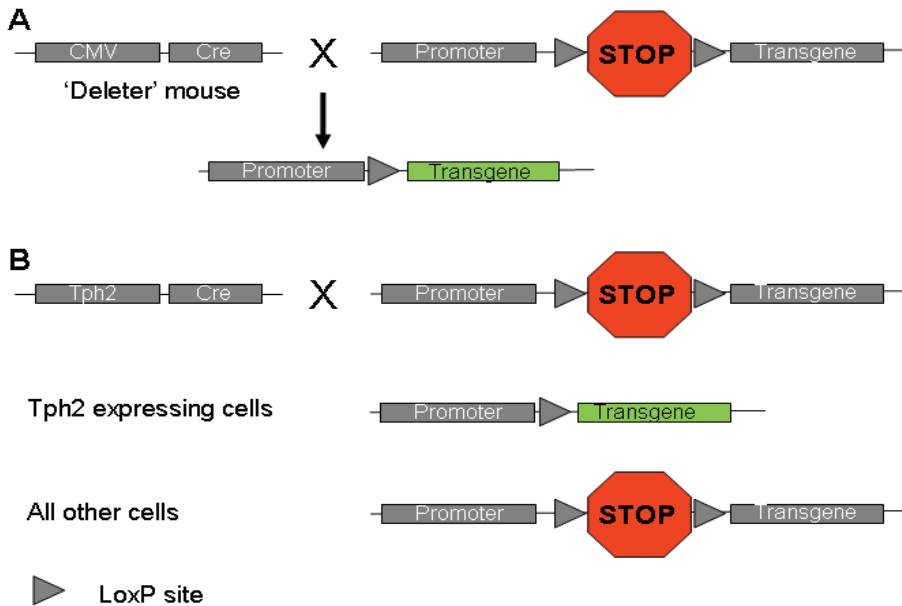 A
CMV Cre X Promoter STOP Transgene
‘Deleter’ mouse
Promoter Transgene
B
Tph2 Cre X Promoter STOP Transgene
Tph2 expressing cells Promoter Transgene
All other cells Promoter STOP Transgene
LoxP site